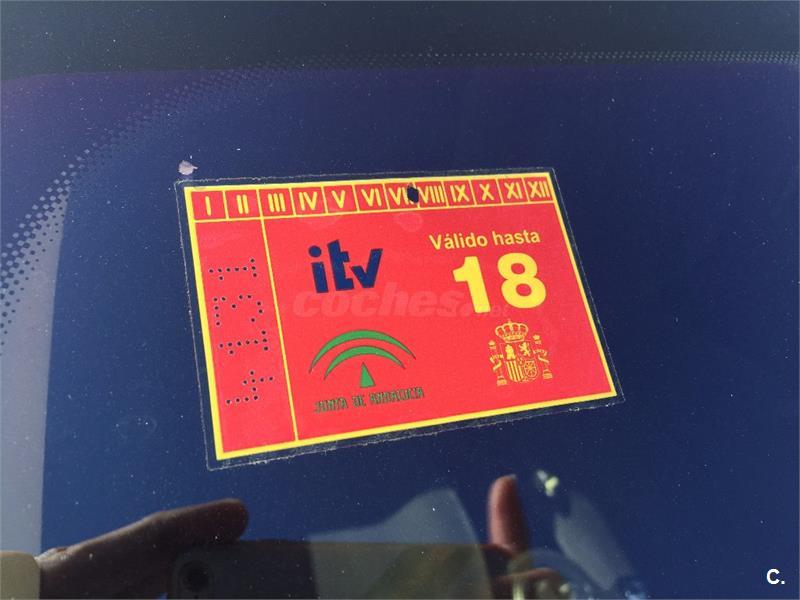 I II III IV V VI VII VIII IX X XI XII
itv
Válido hasta
18
coches.net
JUNTA DE ANDALUCIA
C.